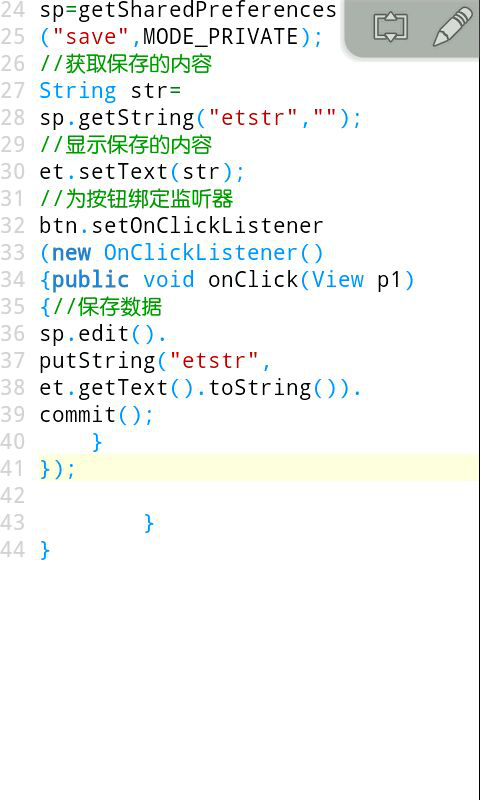 24 sp=getSharedPreferences
25 ("save",MODE_PRIVATE);
26 //获取保存的内容
27 String str=
28 sp.getString("etstr","");
29 //显示保存的内容
30 et.setText(str);
31 //为按钮绑定监听器
32 btn.setOnClickListener
33 (new OnClickListener()
34 {public void onClick(View p1)
35 {//保存数据
36 sp.edit().
37 putString("etstr",
38 et.getText().toString()).
39 commit();
40     }
41 });
42
43         }
44 }